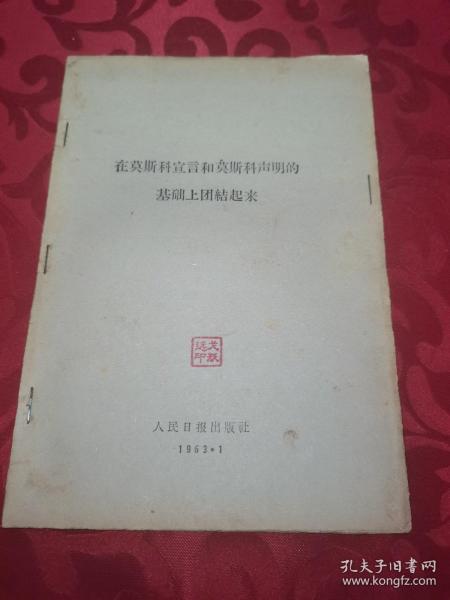 在莫斯科宣言和莫斯科声明的
基础上团結起来
人民日报出版社
1963·1
孔夫子旧书网
www.kongfz.com